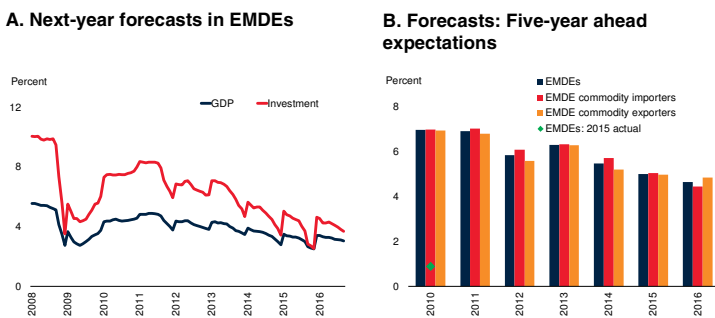 A. Next-year forecasts in EMDEs
Percent
GDP
Investment
12
8
4
0
2008
2009
2010
2011
2012
2013
2014
2015
2016
B. Forecasts: Five-year ahead
expectations
Percent
EMDEs
EMDE commodity importers
EMDE commodity exporters
EMDEs: 2015 actual
8
6
4
2
0
2010
2011
2012
2013
2014
2015
2016